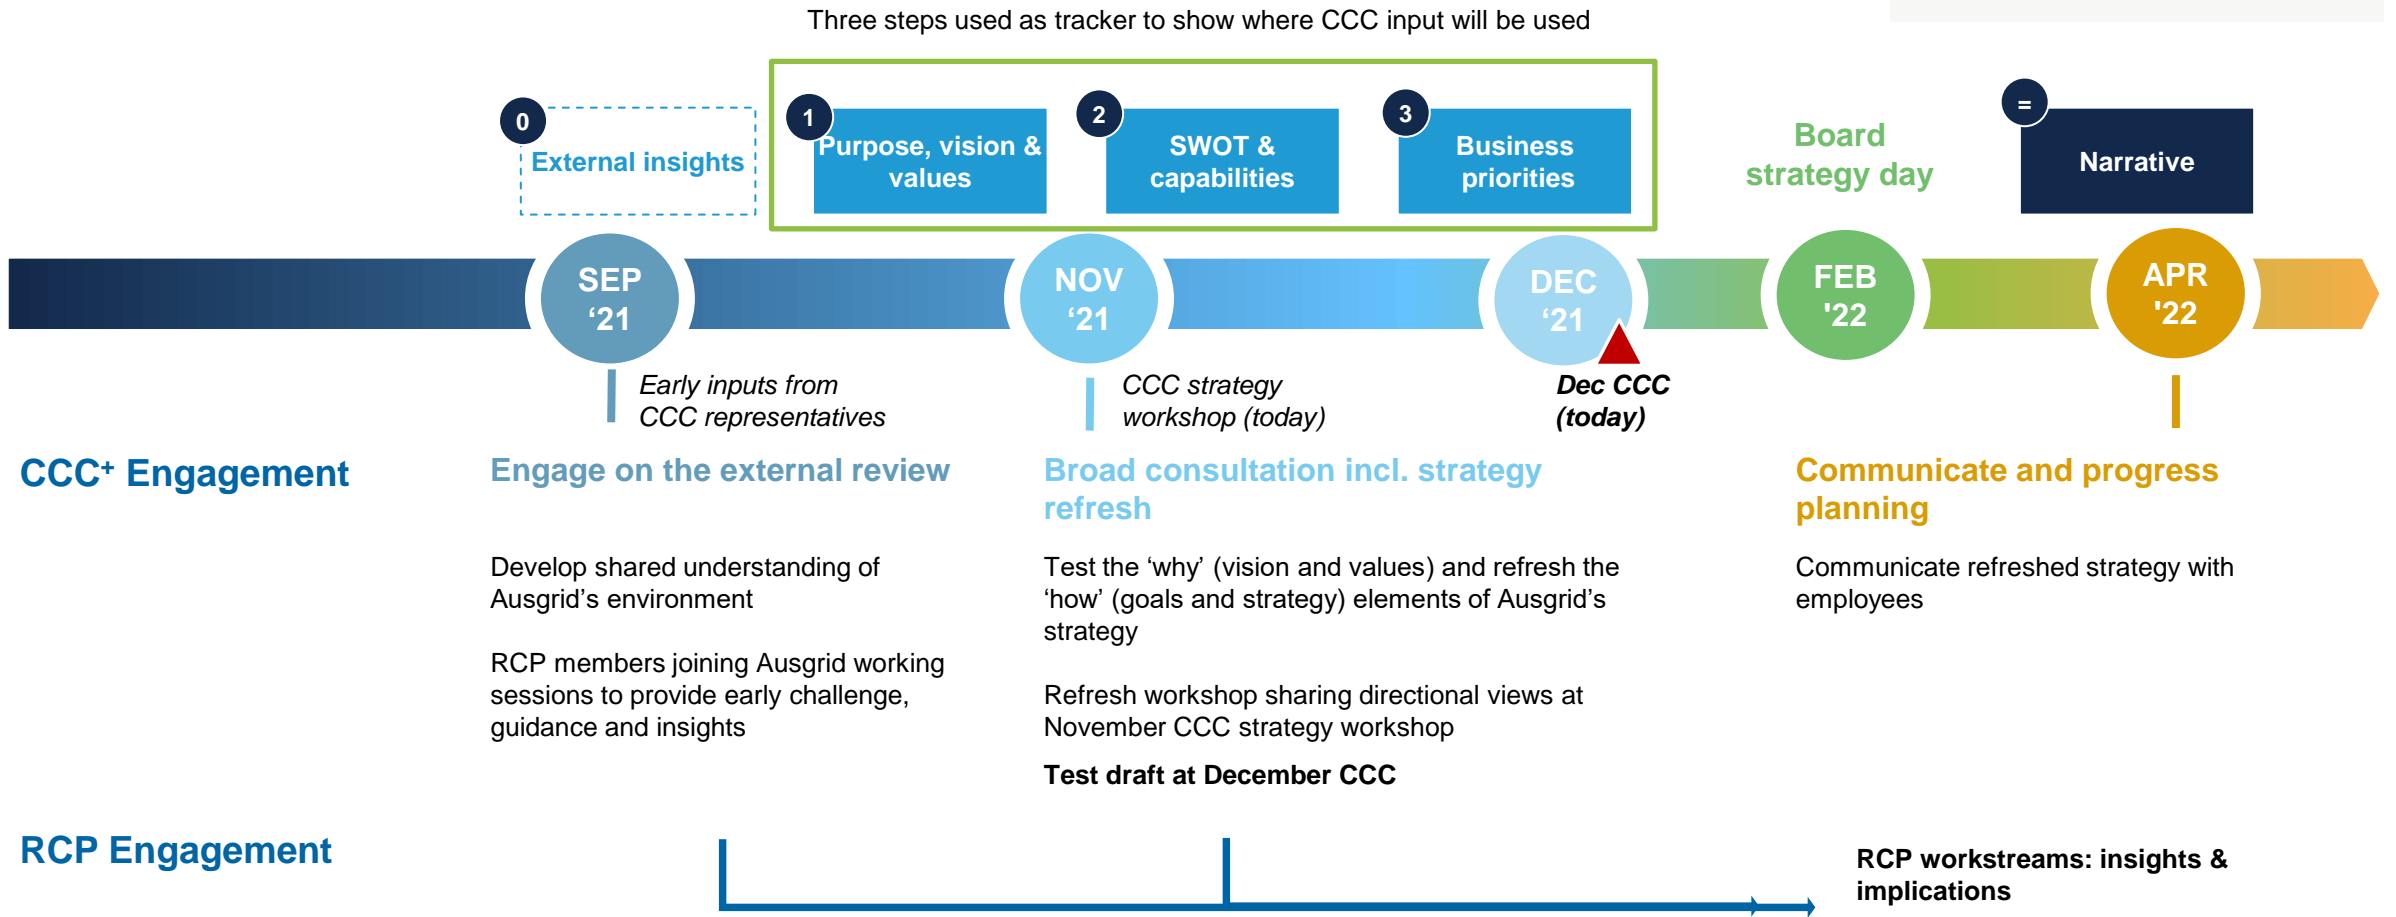 Three steps used as tracker to show where CCC input will be used
0
External insights
1
Purpose, vision &
values
2
SWOT &
capabilities
3
Business
priorities
Board
strategy day
=
Narrative
SEP
‘21
NOV
‘21
DEC
‘21
FEB
'22
APR
'22
Early inputs from
CCC representatives
CCC strategy
workshop (today)
Dec CCC
(today)
CCC+ Engagement
Engage on the external review
Develop shared understanding of
Ausgrid’s environment
RCP members joining Ausgrid working
sessions to provide early challenge,
guidance and insights
Broad consultation incl. strategy
refresh
Test the ‘why’ (vision and values) and refresh the
‘how’ (goals and strategy) elements of Ausgrid’s
strategy
Refresh workshop sharing directional views at
November CCC strategy workshop
Test draft at December CCC
Communicate and progress
planning
Communicate refreshed strategy with
employees
RCP Engagement
RCP workstreams: insights &
implications